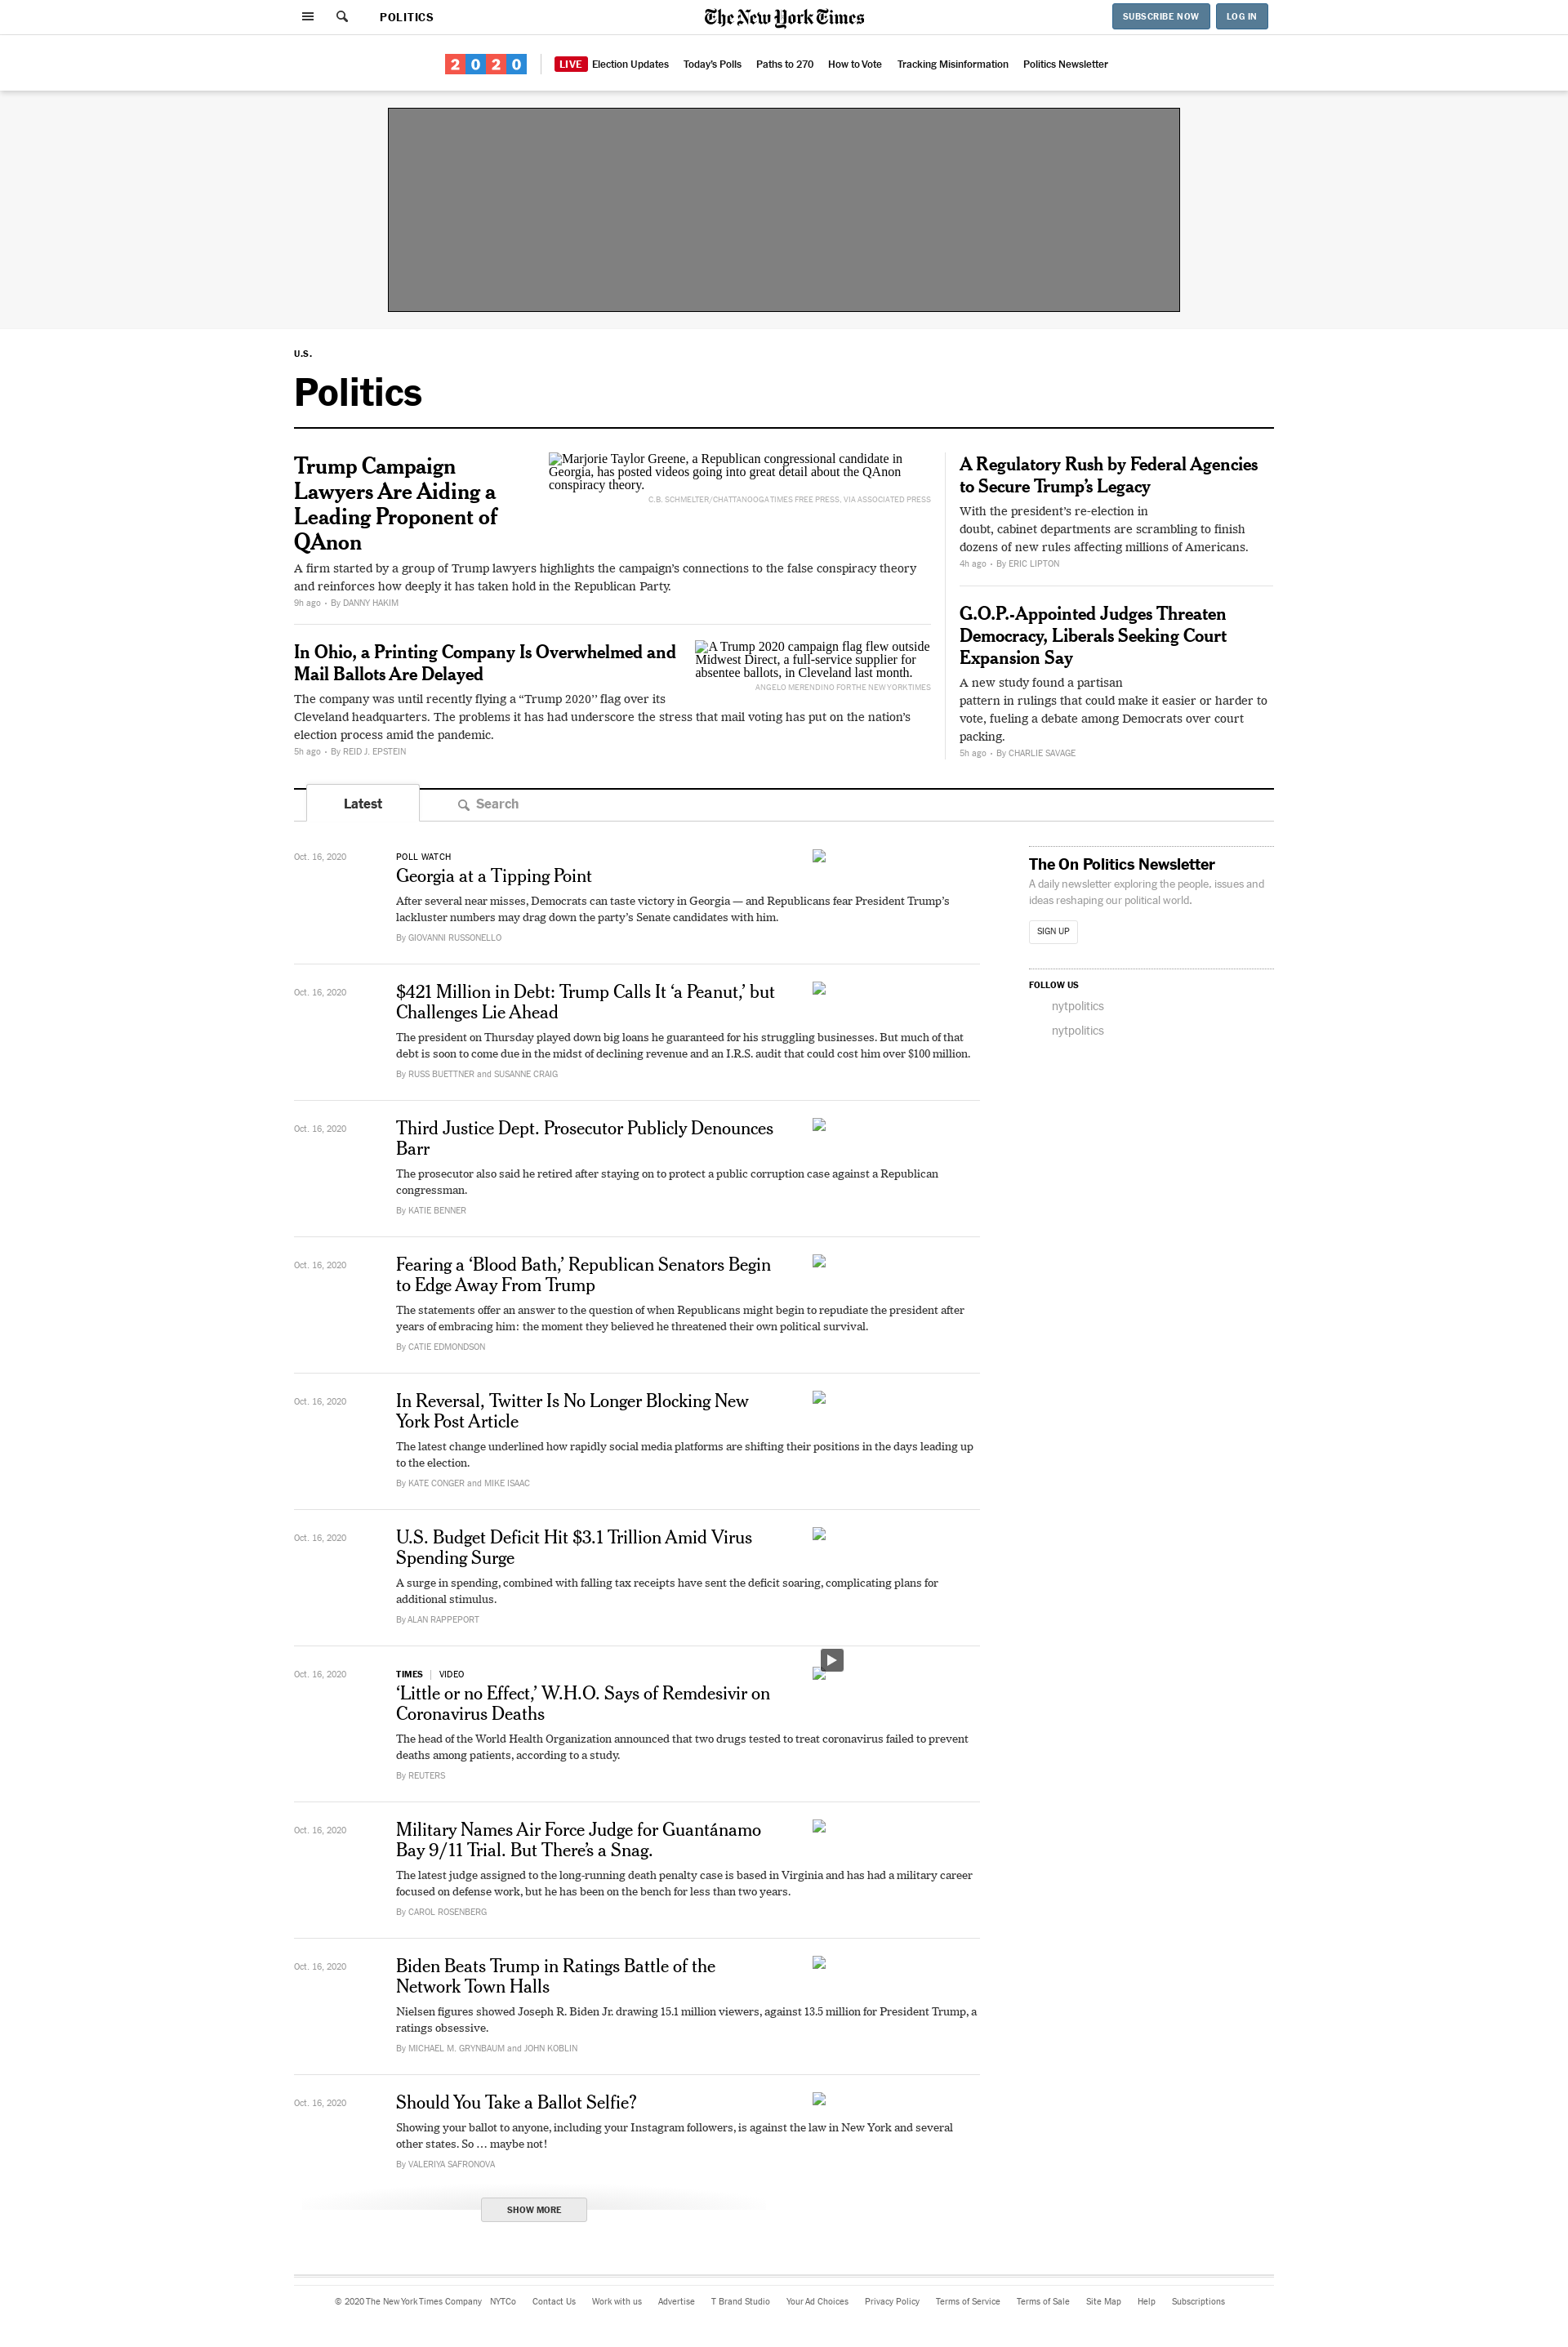 POLITICS
The New York Times
SUBSCRIBE NOW
LOG IN
2020
LIVE Election Updates
Today's Polls
Paths to 270
How to Vote
Tracking Misinformation
Politics Newsletter
U.S.
Politics
Trump Campaign
Lawyers Are Aiding a
Leading Proponent of
QAnon
Marjorie Taylor Greene, a Republican congressional candidate in
Georgia, has posted videos going into great detail about the QAnon
conspiracy theory.
C.B. SCHMELTER/CHATTANOOGA TIMES FREE PRESS, VIA ASSOCIATED PRESS
A firm started by a group of Trump lawyers highlights the campaign's connections to the false conspiracy theory
and reinforces how deeply it has taken hold in the Republican Party.
9h ago • By DANNY HAKIM
In Ohio, a Printing Company Is Overwhelmed and
Mail Ballots Are Delayed
A Trump 2020 campaign flag flew outside
Midwest Direct, a full-service supplier for
absentee ballots, in Cleveland last month.
ANGELO MERENDINO FOR THE NEW YORK TIMES
The company was until recently flying a “Trump 2020’’ flag over its
Cleveland headquarters. The problems it has had underscore the stress that mail voting has put on the nation’s
election process amid the pandemic.
5h ago • By REID J. EPSTEIN
A Regulatory Rush by Federal Agencies
to Secure Trump’s Legacy
With the president’s re-election in
doubt, cabinet departments are scrambling to finish
dozens of new rules affecting millions of Americans.
4h ago • By ERIC LIPTON
G.O.P.-Appointed Judges Threaten
Democracy, Liberals Seeking Court
Expansion Say
A new study found a partisan
pattern in rulings that could make it easier or harder to
vote, fueling a debate among Democrats over court
packing.
5h ago • By CHARLIE SAVAGE
Latest
Search
Oct. 16, 2020
POLL WATCH
Georgia at a Tipping Point
After several near misses, Democrats can taste victory in Georgia — and Republicans fear President Trump’s
lackluster numbers may drag down the party’s Senate candidates with him.
By GIOVANNI RUSSONELLO
Oct. 16, 2020
$421 Million in Debt: Trump Calls It ‘a Peanut,’ but
Challenges Lie Ahead
The president on Thursday played down big loans he guaranteed for his struggling businesses. But much of that
debt is soon to come due in the midst of declining revenue and an I.R.S. audit that could cost him over $100 million.
By RUSS BUETTNER and SUSANNE CRAIG
Oct. 16, 2020
Third Justice Dept. Prosecutor Publicly Denounces
Barr
The prosecutor also said he retired after staying on to protect a public corruption case against a Republican
congressman.
By KATIE BENNER
Oct. 16, 2020
Fearing a ‘Blood Bath,’ Republican Senators Begin
to Edge Away From Trump
The statements offer an answer to the question of when Republicans might begin to repudiate the president after
years of embracing him: the moment they believed he threatened their own political survival.
By CATIE EDMONDSON
Oct. 16, 2020
In Reversal, Twitter Is No Longer Blocking New
York Post Article
The latest change underlined how rapidly social media platforms are shifting their positions in the days leading up
to the election.
By KATE CONGER and MIKE ISAAC
Oct. 16, 2020
U.S. Budget Deficit Hit $3.1 Trillion Amid Virus
Spending Surge
A surge in spending, combined with falling tax receipts have sent the deficit soaring, complicating plans for
additional stimulus.
By ALAN RAPPEPORT
Oct. 16, 2020
TIMES | VIDEO
‘Little or no Effect,’ W.H.O. Says of Remdesivir on
Coronavirus Deaths
The head of the World Health Organization announced that two drugs tested to treat coronavirus failed to prevent
deaths among patients, according to a study.
By REUTERS
Oct. 16, 2020
Military Names Air Force Judge for Guantánamo
Bay 9/11 Trial. But There’s a Snag.
The latest judge assigned to the long-running death penalty case is based in Virginia and has had a military career
focused on defense work, but he has been on the bench for less than two years.
By CAROL ROSENBERG
Oct. 16, 2020
Biden Beats Trump in Ratings Battle of the
Network Town Halls
Nielsen figures showed Joseph R. Biden Jr. drawing 15.1 million viewers, against 13.5 million for President Trump, a
ratings obsessive.
By MICHAEL M. GRYNBAUM and JOHN KOBLIN
Oct. 16, 2020
Should You Take a Ballot Selfie?
Showing your ballot to anyone, including your Instagram followers, is against the law in New York and several
other states. So … maybe not!
By VALERIYA SAFRONOVA
SHOW MORE
The On Politics Newsletter
A daily newsletter exploring the people, issues and
ideas reshaping our political world.
SIGN UP
FOLLOW US
nytpolitics
nytpolitics
© 2020 The New York Times Company
NYTCo
Contact Us
Work with us
Advertise
T Brand Studio
Your Ad Choices
Privacy Policy
Terms of Service
Terms of Sale
Site Map
Help
Subscriptions